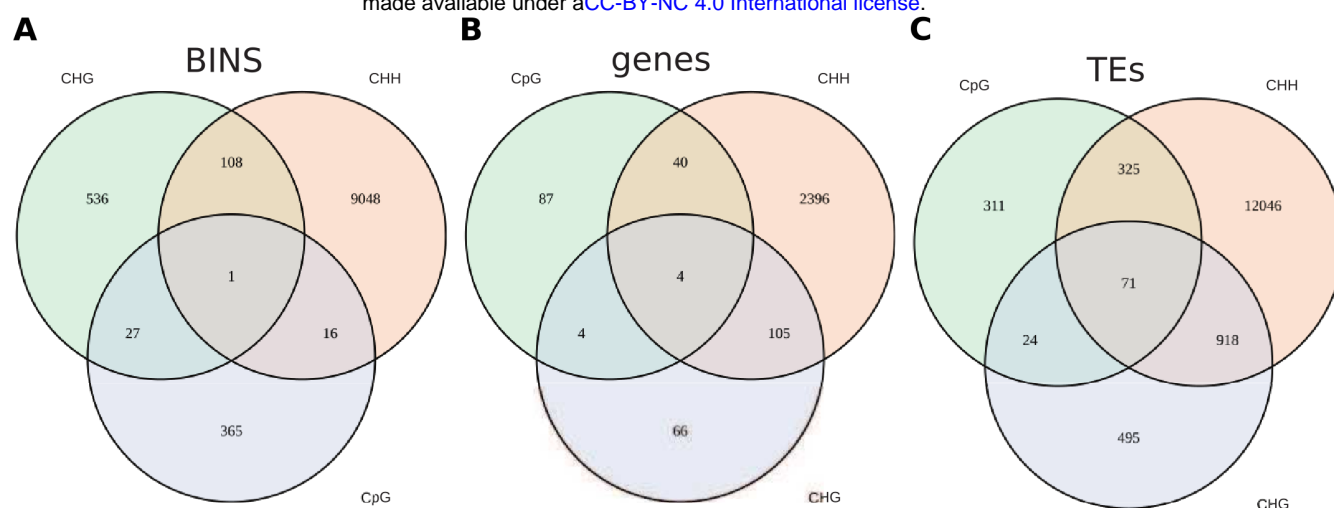 made available under aCC-BY-NC 4.0 International license.
A
BINS
CHG
CHH
108
536
9048
1
27
16
365
CpG
B
genes
CpG
CHH
40
87
2396
4
4
105
66
CHG
C
TEs
CpG
CHH
325
311
12046
71
24
918
495
CHG